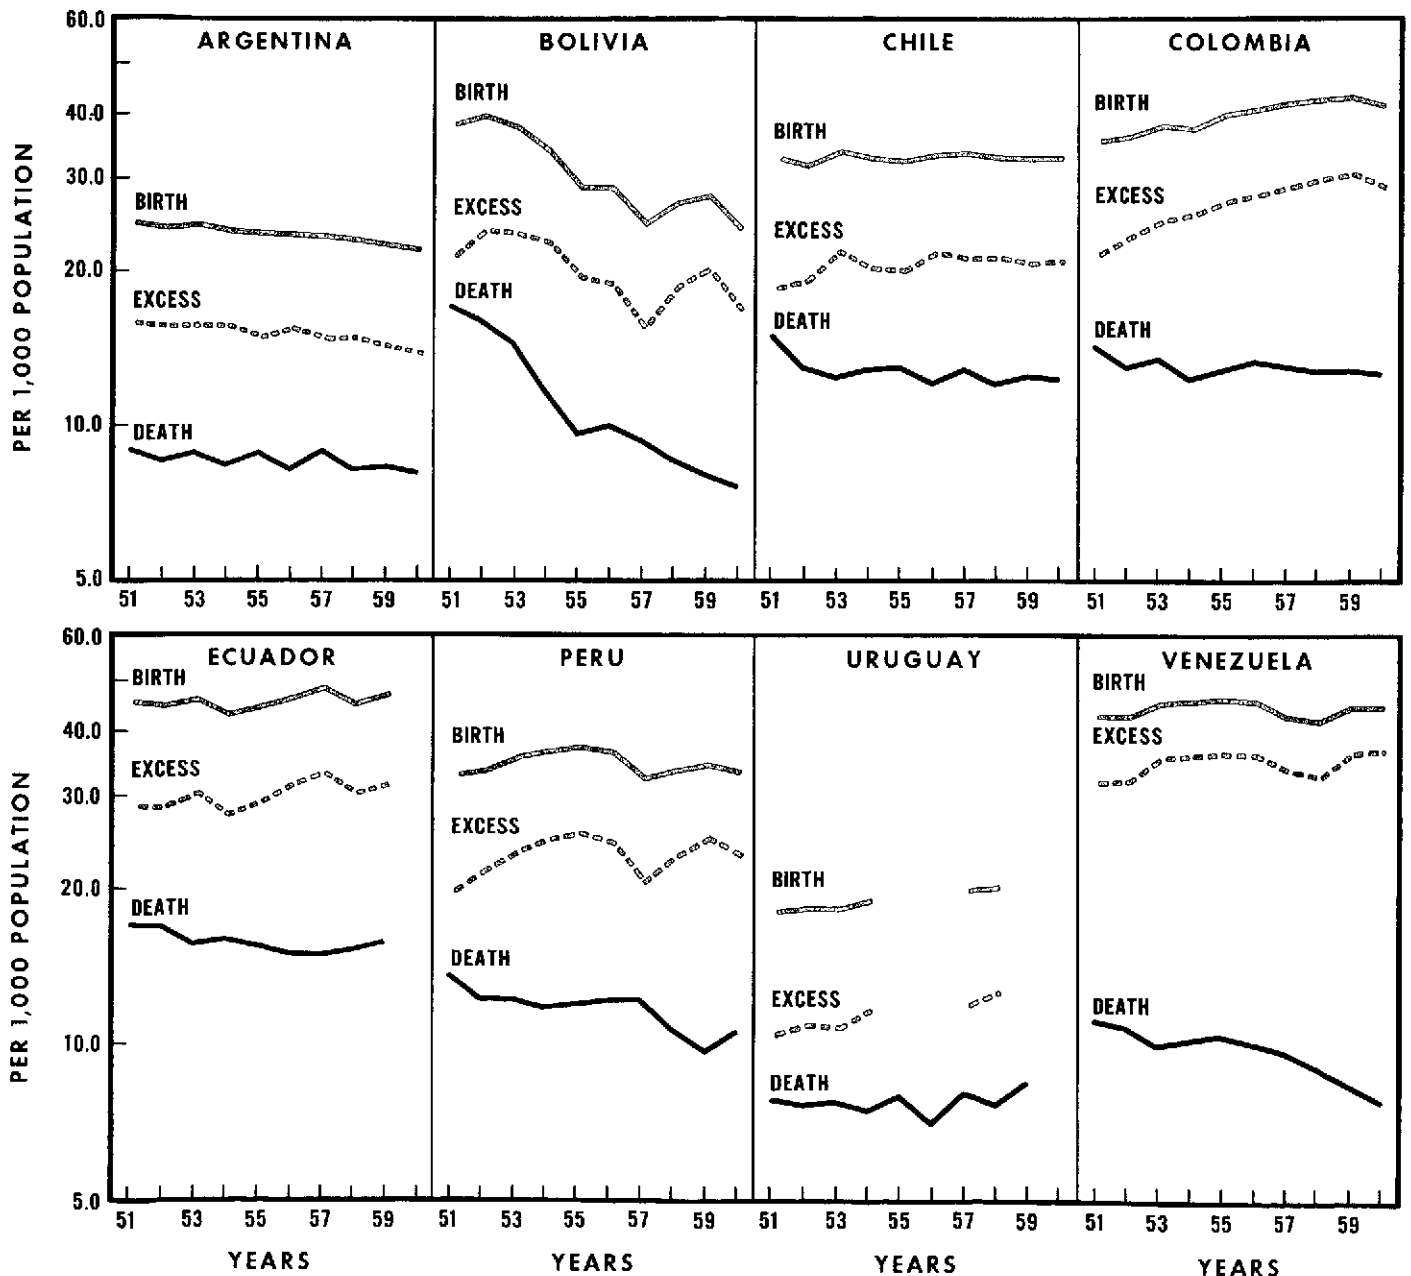 60.0
ARGENTINA BOLIVIA CHILE COLOMBIA
BIRTH BIRTH BIRTH BIRTH
40.0
30.0
EXCESS EXCESS EXCESS EXCESS
20.0
DEATH DEATH DEATH DEATH
10.0
5.0
PER 1,000 POPULATION
51 53 55 57 59 51 53 55 57 59 51 53 55 57 59 51 53 55 57 59
60.0
ECUADOR PERU URUGUAY VENEZUELA
BIRTH BIRTH BIRTH BIRTH
40.0
30.0
EXCESS EXCESS EXCESS EXCESS
20.0
DEATH DEATH DEATH DEATH
10.0
5.0
PER 1,000 POPULATION
51 53 55 57 59 51 53 55 57 59 51 53 55 57 59 51 53 55 57 59
YEARS YEARS YEARS YEARS